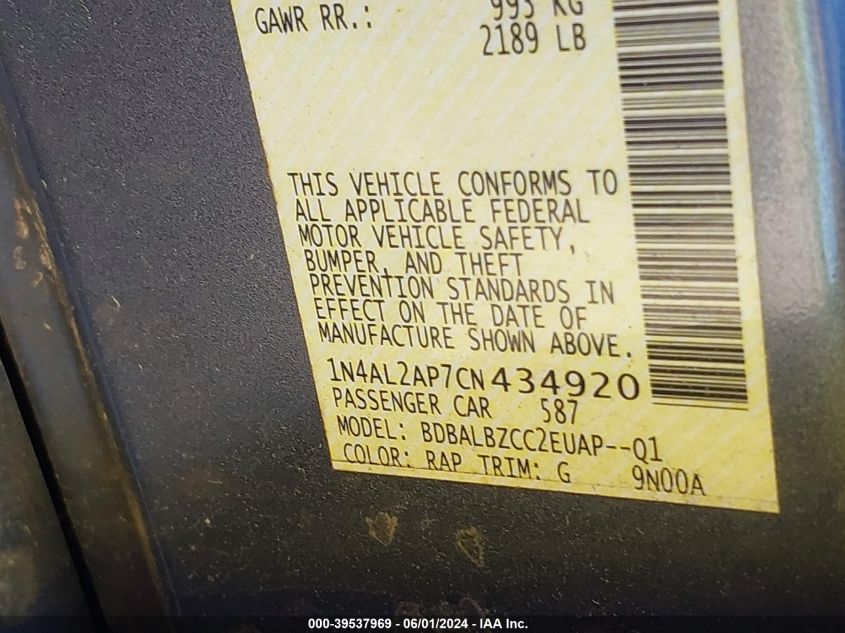 GAWR RR.: 993 KG
2189 LB
THIS VEHICLE CONFORMS TO
ALL APPLICABLE FEDERAL
MOTOR VEHICLE SAFETY,
BUMPER, AND THEFT
PREVENTION STANDARDS IN
EFFECT ON THE DATE OF
MANUFACTURE SHOWN ABOVE.
1N4AL2AP7CN434920
PASSENGER CAR 587
MODEL: BDBALBZCC2EUAP--Q1
COLOR: RAP TRIM: G 9N00A
000-39537969 - 06/01/2024 - IAA Inc.